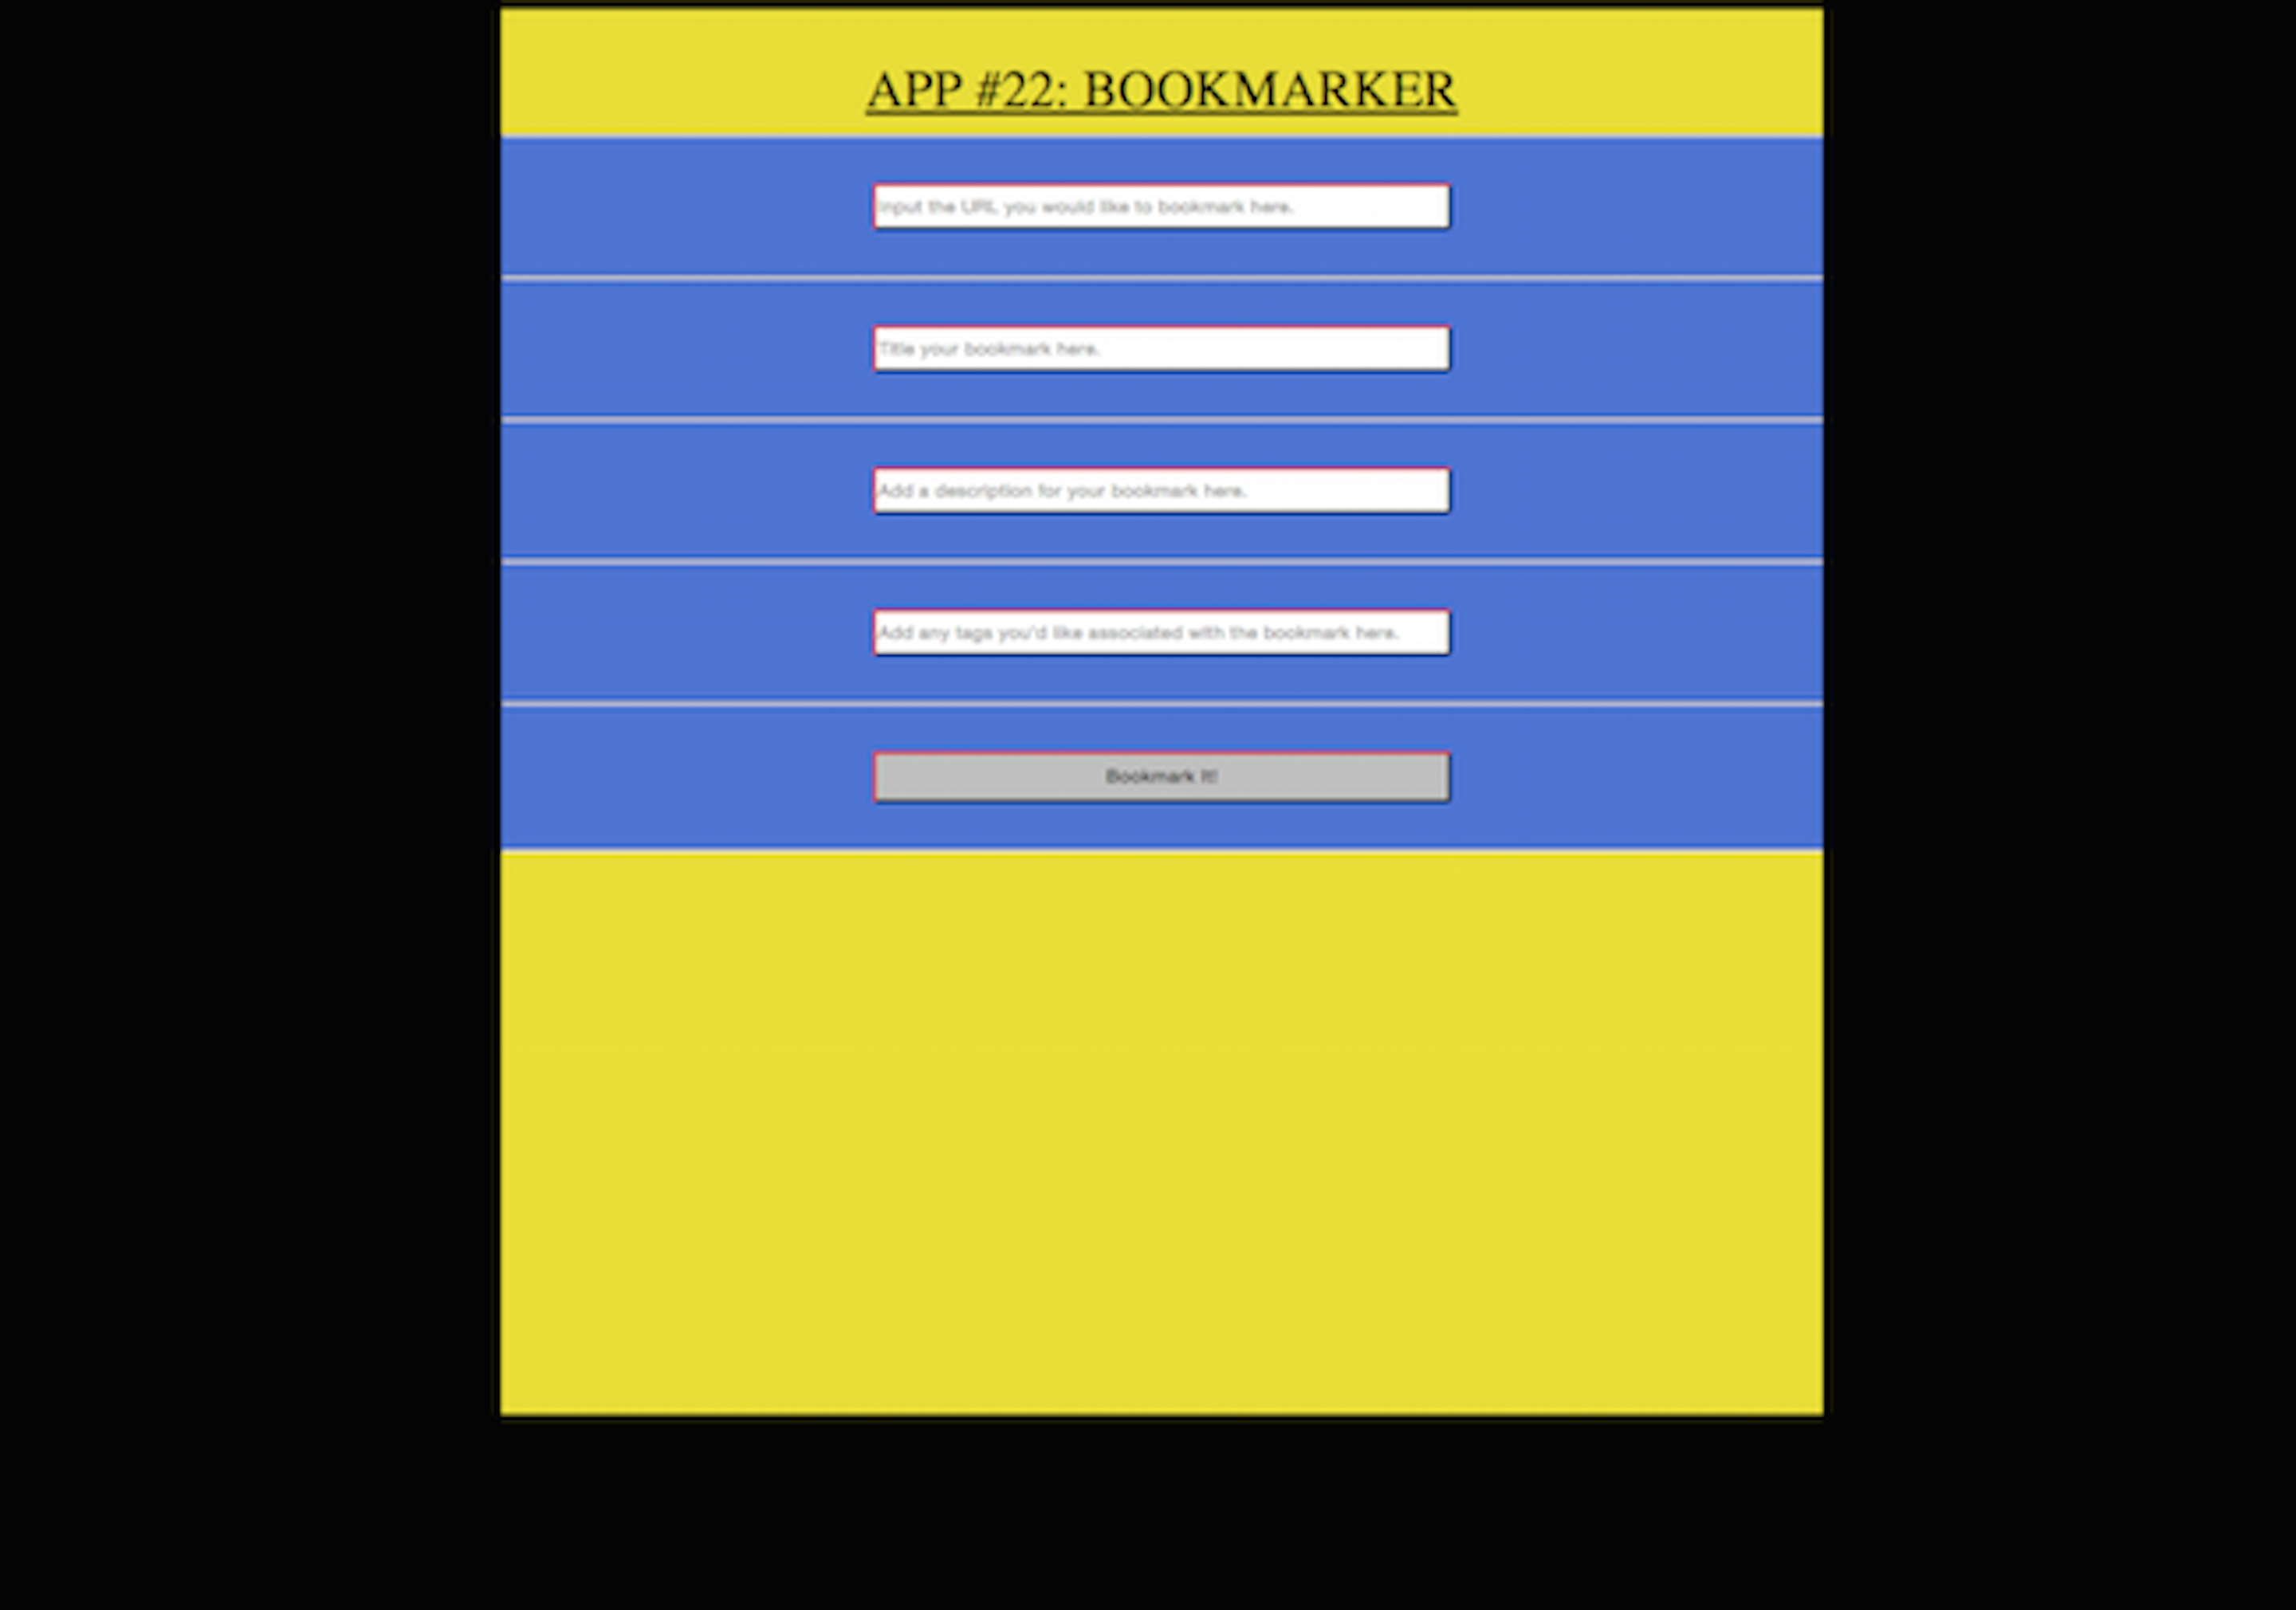 APP #22: BOOKMARKER
Input the URL you would like to bookmark here.
Title your bookmark here.
Add a description for your bookmark here.
Add any tags you'd like associated with the bookmark here.
Bookmark It!